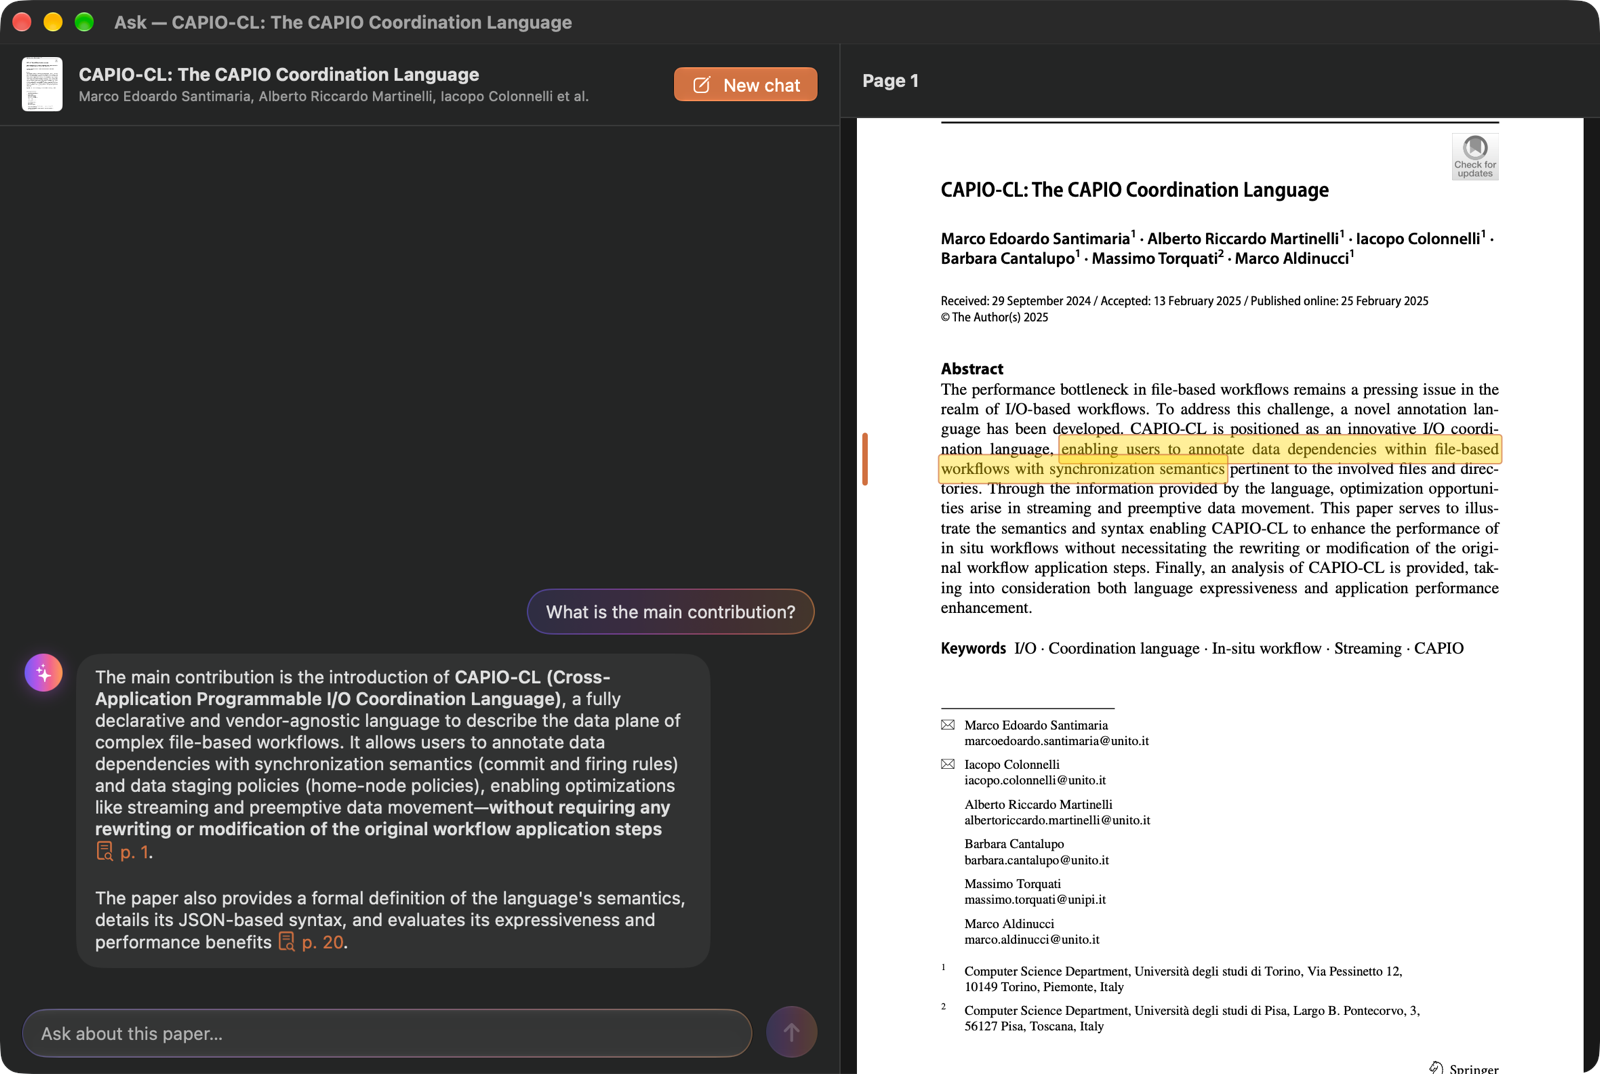 Ask — CAPIO-CL: The CAPIO Coordination Language
CAPIO-CL: The CAPIO Coordination Language
Marco Edoardo Santimaria, Alberto Riccardo Martinelli, Iacopo Colonnelli et al.
New chat
What is the main contribution?
The main contribution is the introduction of CAPIO-CL (Cross-
Application Programmable I/O Coordination Language), a fully
declarative and vendor-agnostic language to describe the data plane of
complex file-based workflows. It allows users to annotate data
dependencies with synchronization semantics (commit and firing rules)
and data staging policies (home-node policies), enabling optimizations
like streaming and preemptive data movement—without requiring any
rewriting or modification of the original workflow application steps
p. 1.
The paper also provides a formal definition of the language's semantics,
details its JSON-based syntax, and evaluates its expressiveness and
performance benefits p. 20.
Ask about this paper...
Page 1
Check for
updates
CAPIO-CL: The CAPIO Coordination Language
Marco Edoardo Santimaria1 · Alberto Riccardo Martinelli1 · Iacopo Colonnelli1 ·
Barbara Cantalupo1 · Massimo Torquati2 · Marco Aldinucci1
Received: 29 September 2024 / Accepted: 13 February 2025 / Published online: 25 February 2025
© The Author(s) 2025
Abstract
The performance bottleneck in file-based workflows remains a pressing issue in the
realm of I/O-based workflows. To address this challenge, a novel annotation lan-
guage has been developed. CAPIO-CL is positioned as an innovative I/O coordi-
nation language, enabling users to annotate data dependencies within file-based
workflows with synchronization semantics pertinent to the involved files and direc-
tories. Through the information provided by the language, optimization opportuni-
ties arise in streaming and preemptive data movement. This paper serves to illus-
trate the semantics and syntax enabling CAPIO-CL to enhance the performance of
in situ workflows without necessitating the rewriting or modification of the origi-
nal workflow application steps. Finally, an analysis of CAPIO-CL is provided, tak-
ing into consideration both language expressiveness and application performance
enhancement.
Keywords I/O · Coordination language · In-situ workflow · Streaming · CAPIO
Marco Edoardo Santimaria
marcoedoardo.santimaria@unito.it
Iacopo Colonnelli
iacopo.colonnelli@unito.it
Alberto Riccardo Martinelli
albertoriccardo.martinelli@unito.it
Barbara Cantalupo
barbara.cantalupo@unito.it
Massimo Torquati
massimo.torquati@unipi.it
Marco Aldinucci
marco.aldinucci@unito.it
1 Computer Science Department, Università degli studi di Torino, Via Pessinetto 12,
10149 Torino, Piemonte, Italy
2 Computer Science Department, Università degli studi di Pisa, Largo B. Pontecorvo, 3,
56127 Pisa, Toscana, Italy
Springer